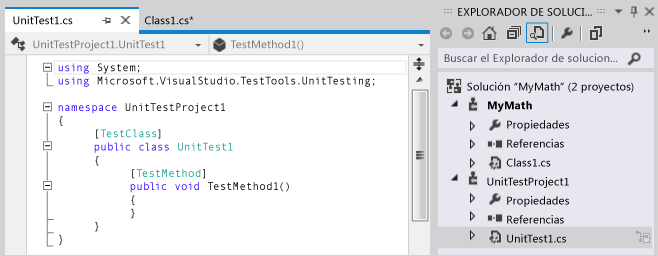 UnitTest1.cs
Class1.cs*
UnitTestProject1.UnitTest1
TestMethod1()
using System;
using Microsoft.VisualStudio.TestTools.UnitTesting;
namespace UnitTestProject1
{
[TestClass]
public class UnitTest1
{
[TestMethod]
public void TestMethod1()
{
}
}
}
EXPLORADOR DE SOLUCI...
Buscar el Explorador de solucion...
Solución "MyMath" (2 proyectos)
MyMath
Propiedades
Referencias
Class1.cs
UnitTestProject1
Propiedades
Referencias
UnitTest1.cs